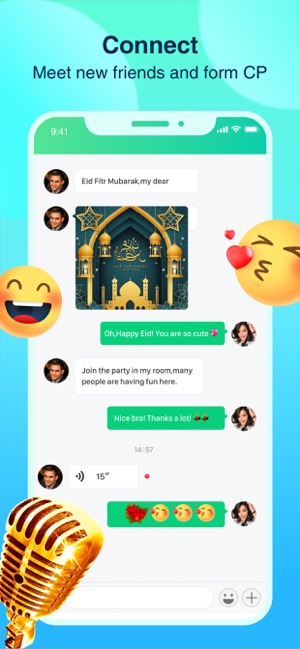 Connect
Meet new friends and form CP
9:41
Eid Fitr Mubarak,my dear
Oh,Happy Eid! You are so cute 💖
Join the party in my room,many
people are having fun here.
Nice bro! Thanks a lot!
14:57
15"